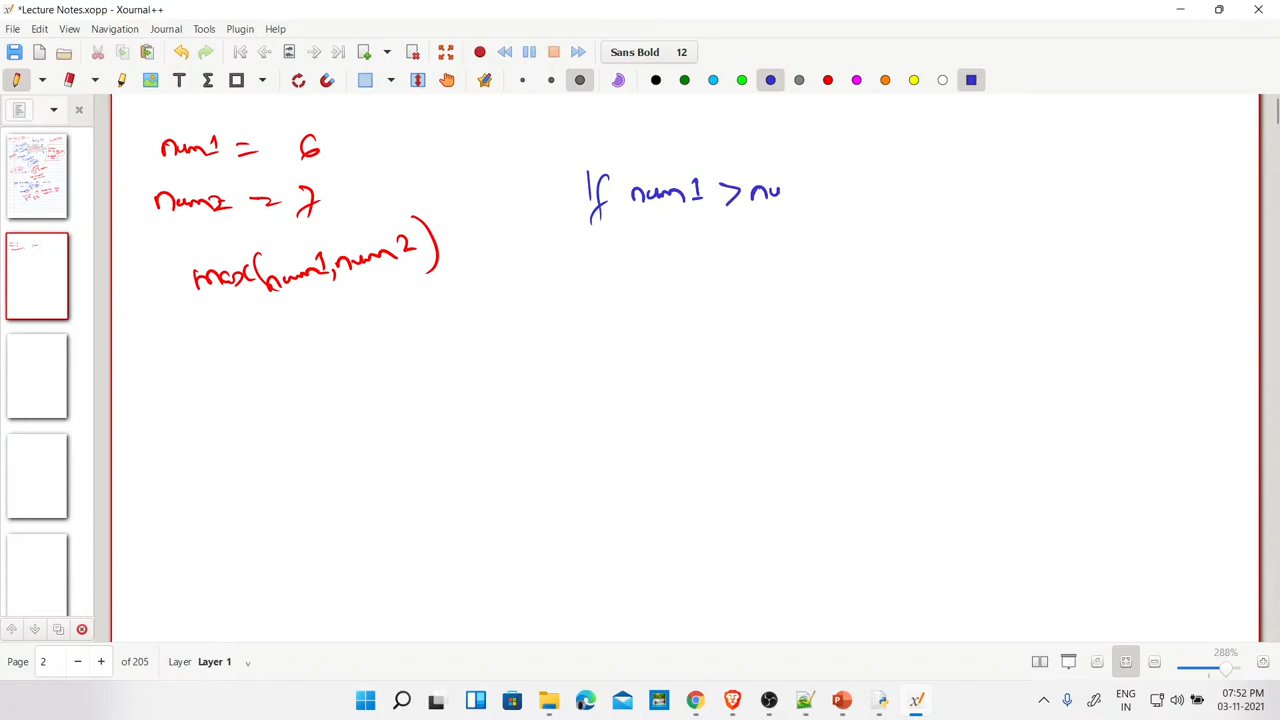 *Lecture Notes.xopp - Xournal++
File Edit View Navigation Journal Tools Plugin Help
Sans Bold 12
num1 = 6
num2 = 7
max(num1,num2)
If num1 > nu
Page 2 of 205 Layer Layer 1
288%
ENG
IN
07:52 PM
03-11-2021